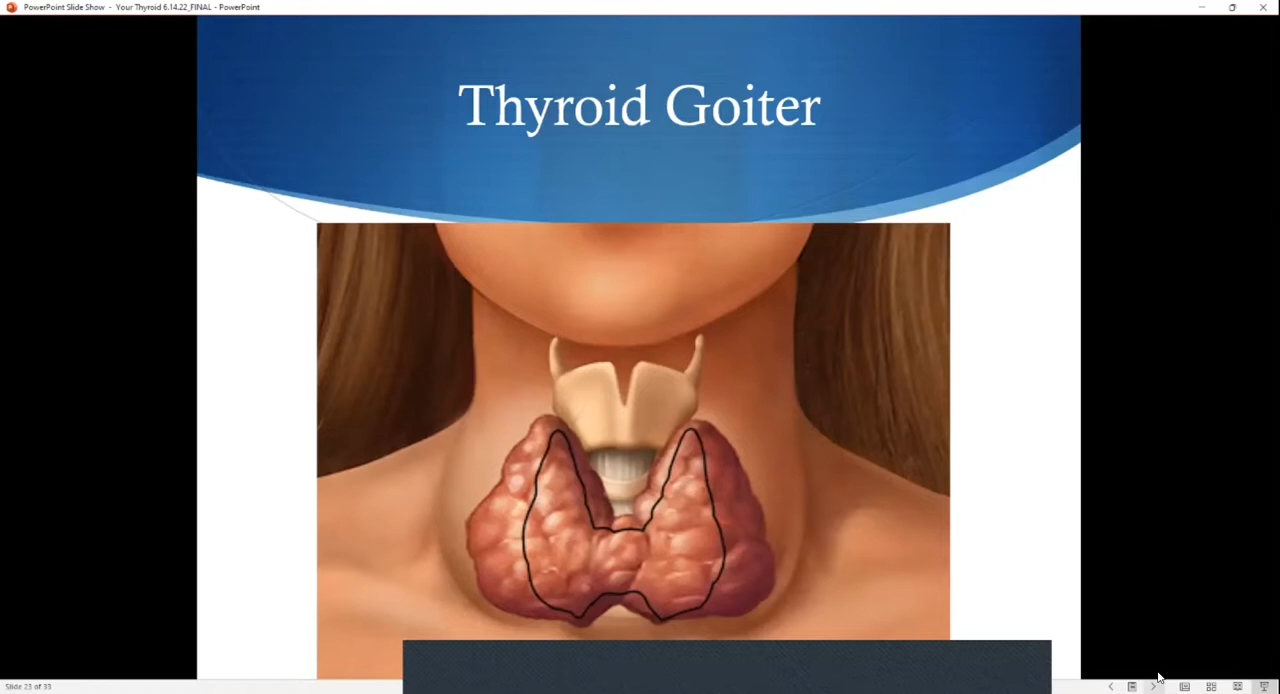 PowerPoint Slide Show - Your Thyroid 6.14.22_FINAL - PowerPoint
Thyroid Goiter
Slide 23 of 33